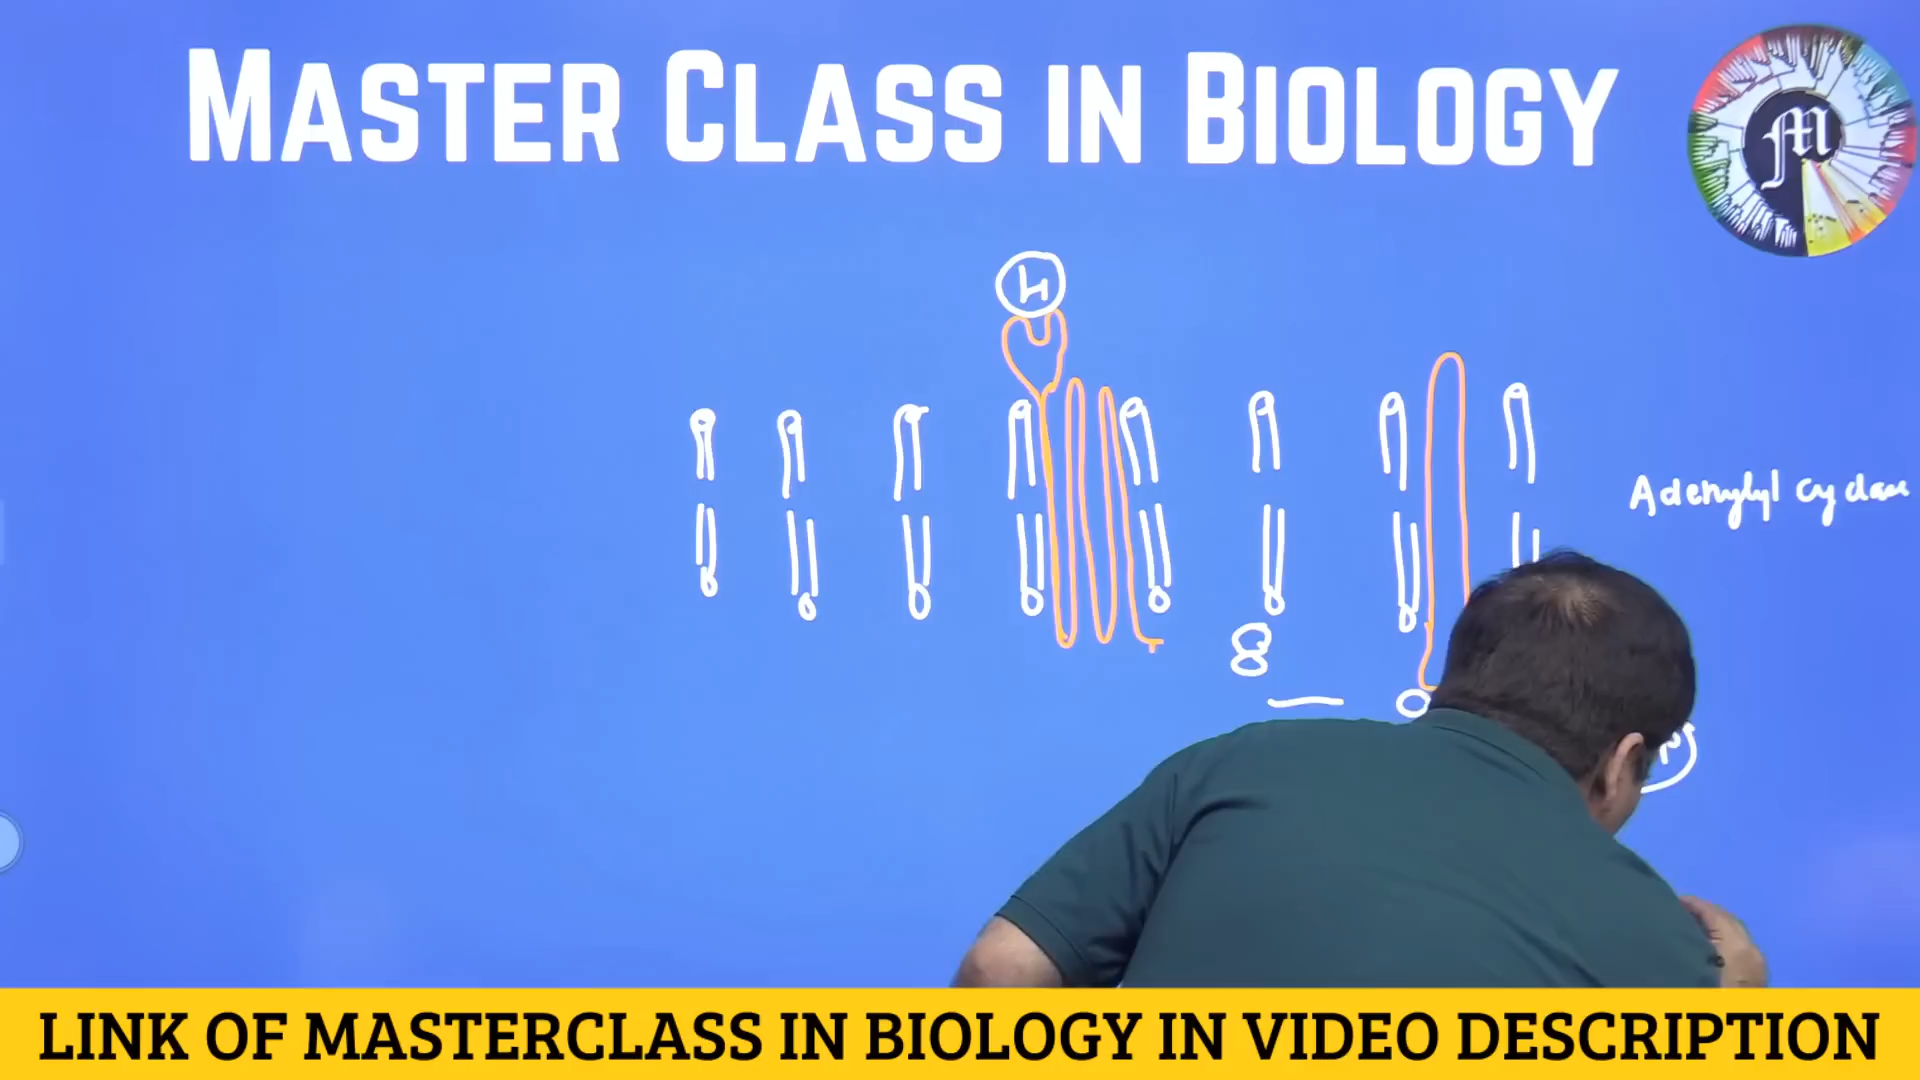 MASTER CLASS IN BIOLOGY
M
H
Adenylyl cyclase
LINK OF MASTERCLASS IN BIOLOGY IN VIDEO DESCRIPTION